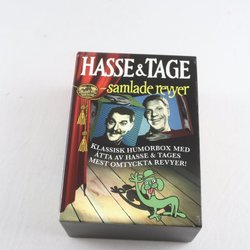 HASSE & TAGE
– samlade revyer
KLASSISK HUMORBOX MED
ÅTTA AV HASSE & TAGES
MEST OMTYCKTA REVYER!